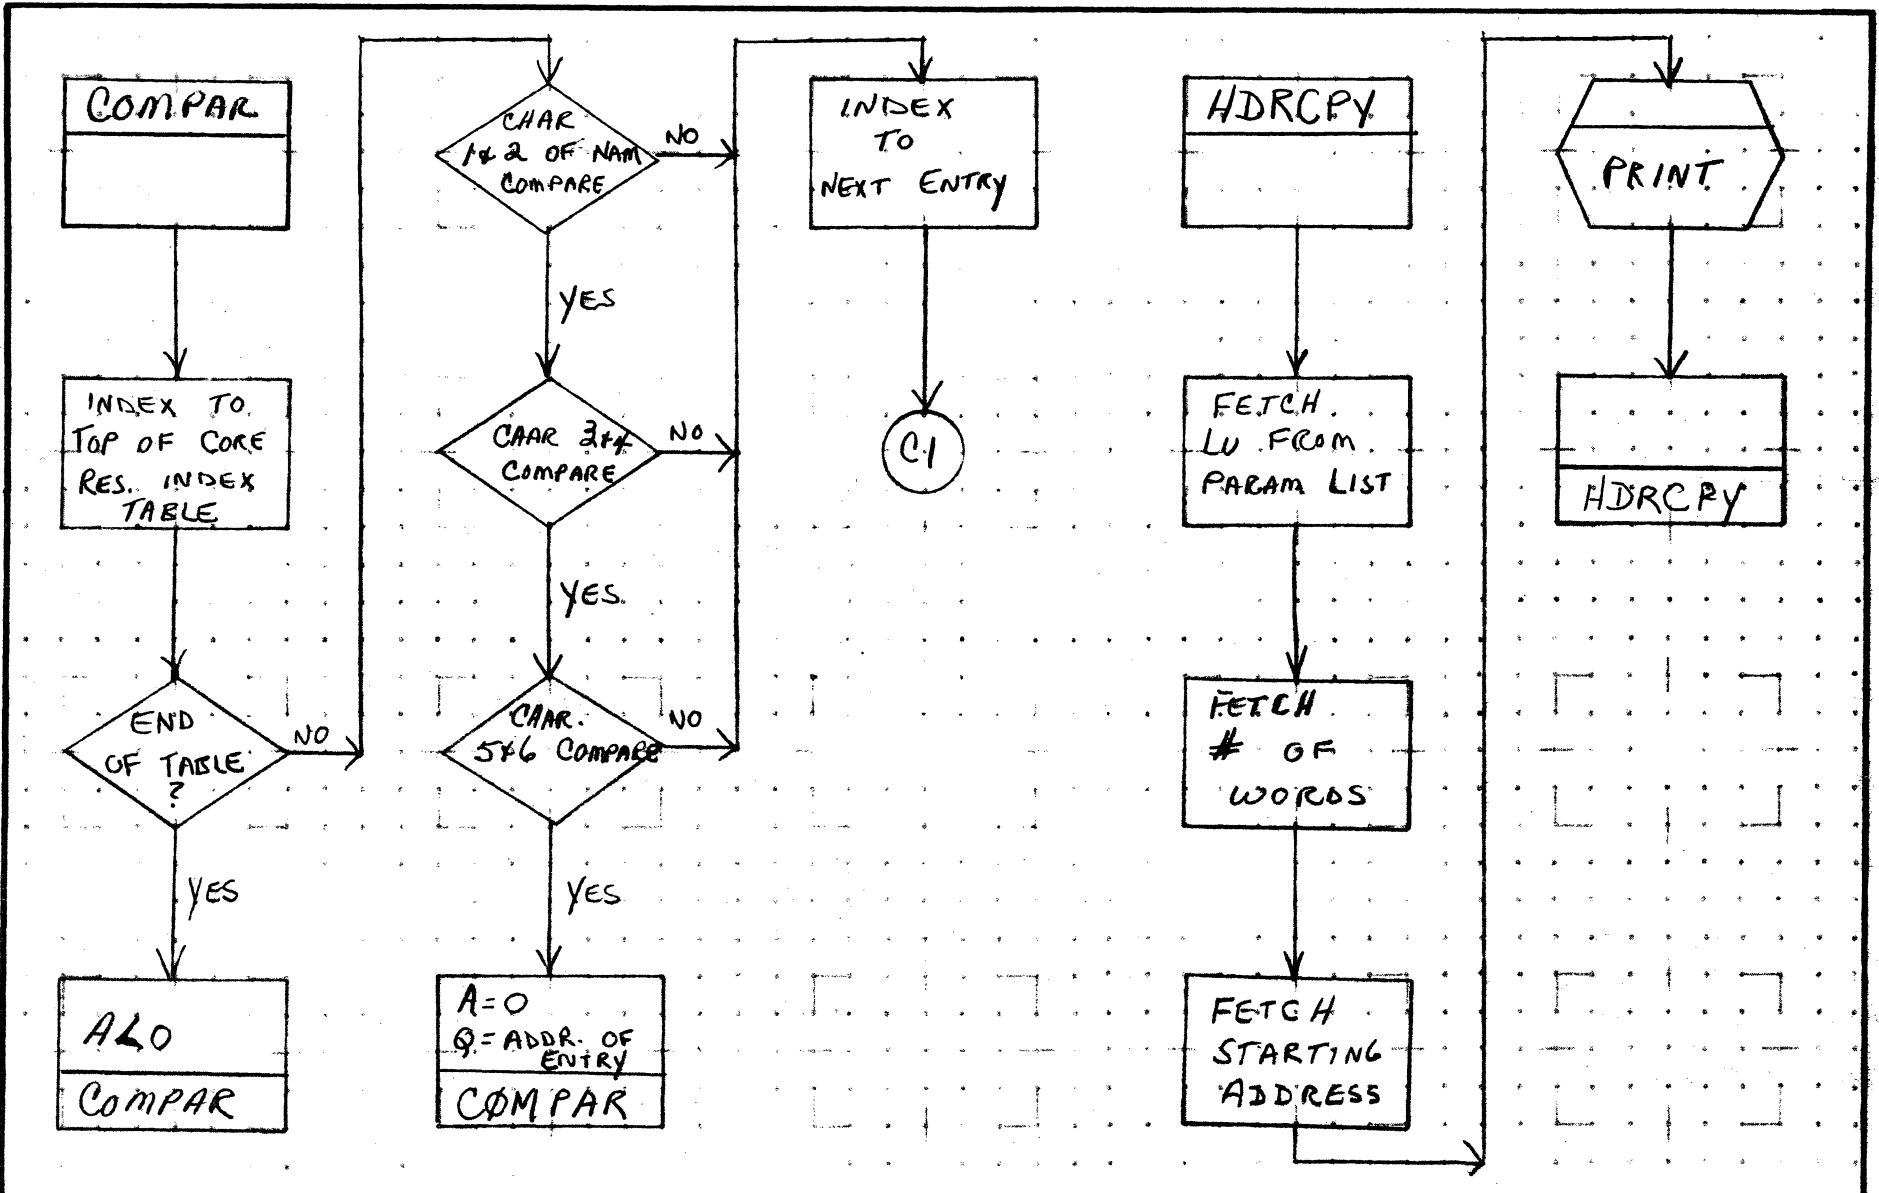 COMPAR
INDEX TO
TOP OF CORE
RES. INDEX
TABLE
END
OF TABLE
?
NO
YES
A<0
COMPAR
CHAR
1&2 OF NAM
COMPARE
NO
YES
CHAR 3&4
COMPARE
NO
YES
CHAR.
5&6 COMPARE
NO
YES
A=0
Q=ADDR. OF
ENTRY
CØMPAR
INDEX
TO
NEXT ENTRY
C.1
HDRCPY
FETCH
LU FROM
PARAM LIST
FETCH
# OF
WORDS
FETCH
STARTING
ADDRESS
PRINT
HDRCPY